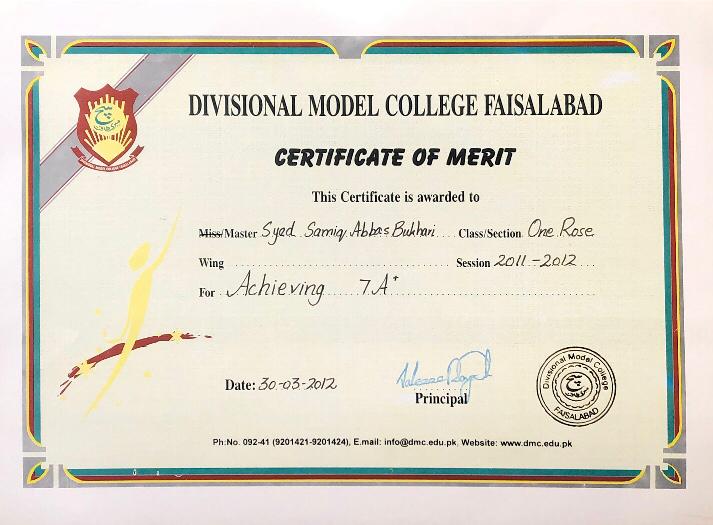 DIVISIONAL MODEL COLLEGE FAISALABAD
CERTIFICATE OF MERIT
This Certificate is awarded to
Miss/Master Syed Samiq Abbas Bukhari Class/Section One Rose
Wing Session 2011-2012
For Achieving 7.A+
Date: 30-03-2012
Principal
Divisional Model College
FAISALABAD
Ph:No. 092-41 (9201421-9201424), E.mail: info@dmc.edu.pk, Website: www.dmc.edu.pk